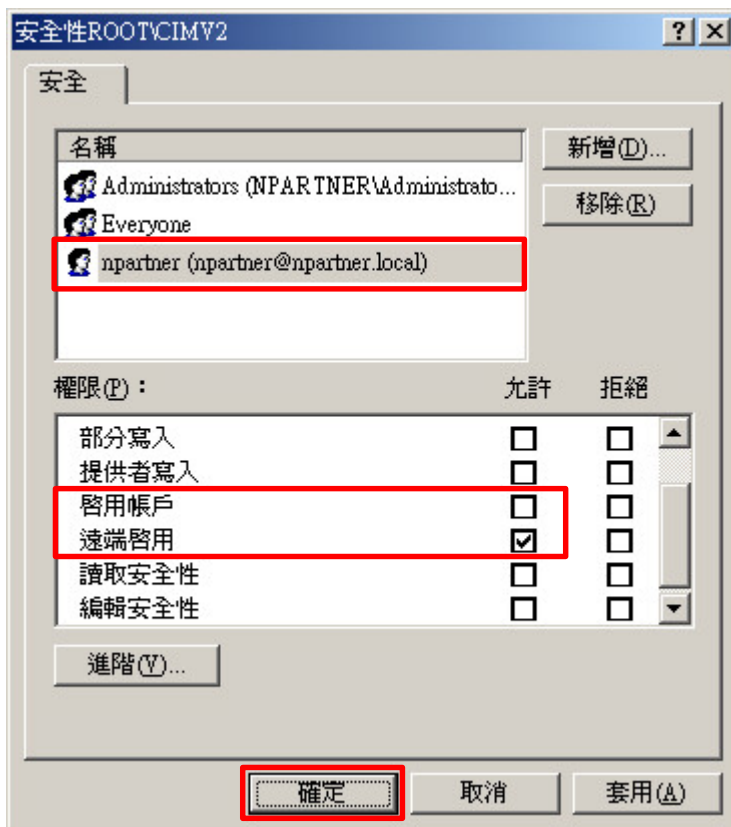 安全性ROOT\CIMV2
安全
名稱
新增(D)...
Administrators (NPARTNER\Administrato...
移除(R)
Everyone
npartner (npartner@npartner.local)
權限(P)： 允許 拒絕
部分寫入
提供者寫入
啓用帳戶
遠端啓用
讀取安全性
編輯安全性
進階(V)...
確定 取消 套用(A)